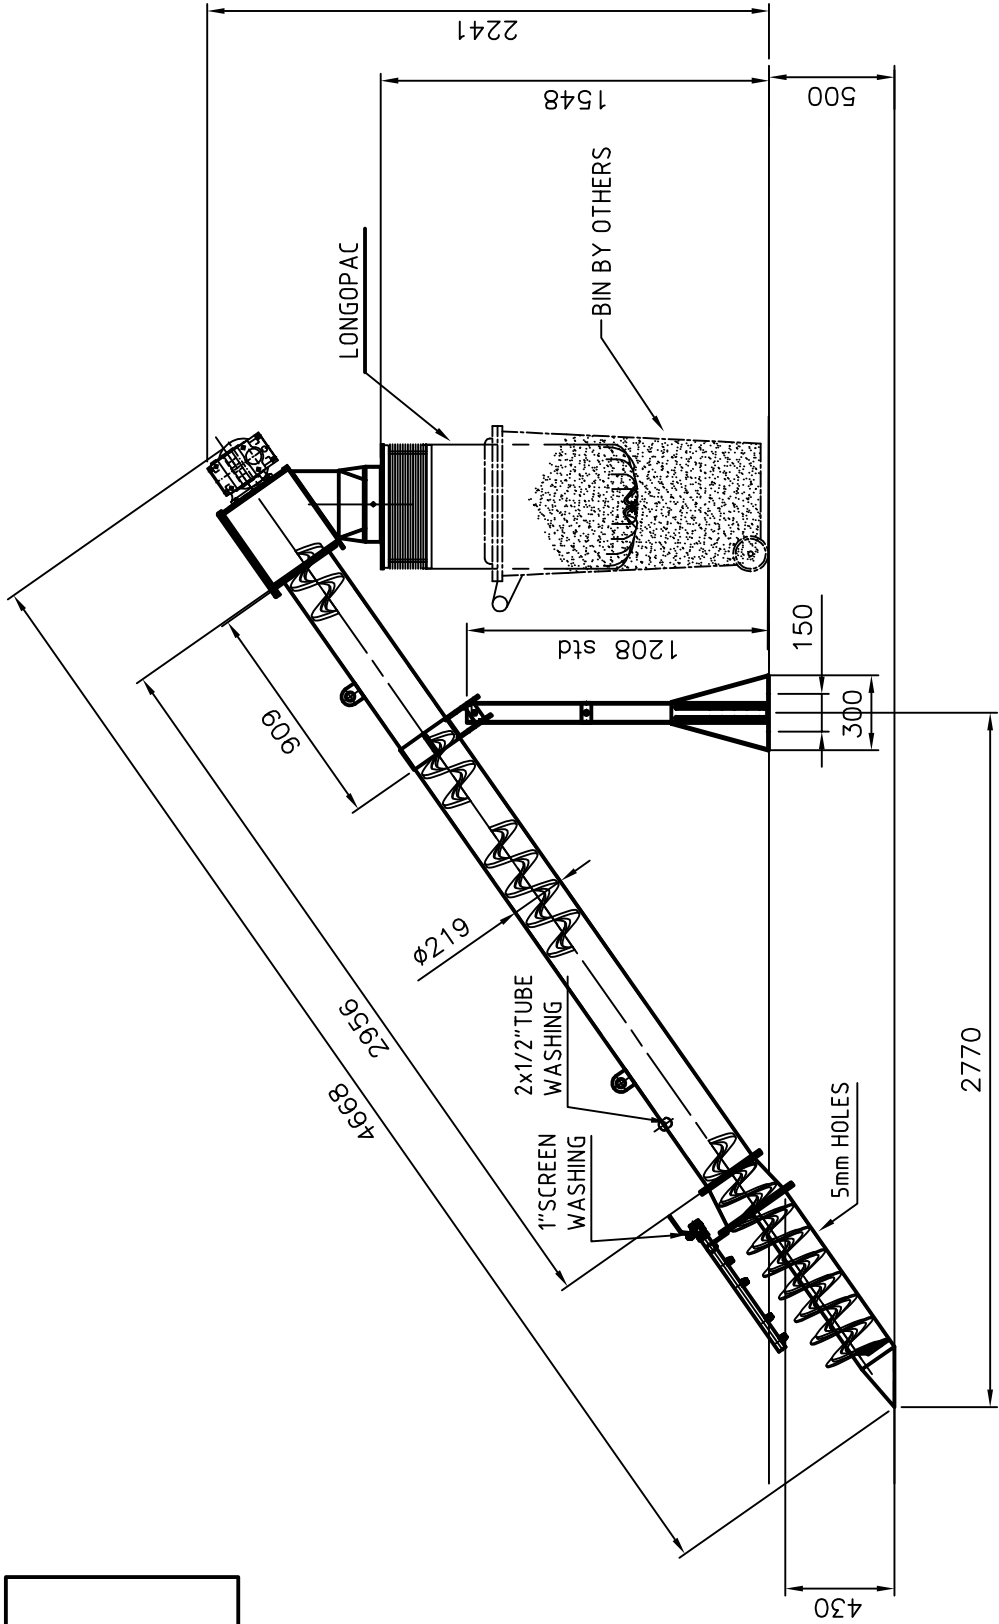 2241
1548
500
LONGOPAC
BIN BY OTHERS
1208 std
150
300
909
ø219
2956
4668
2x1/2"TUBE
WASHING
1"SCREEN
WASHING
5mm HOLES
2770
430